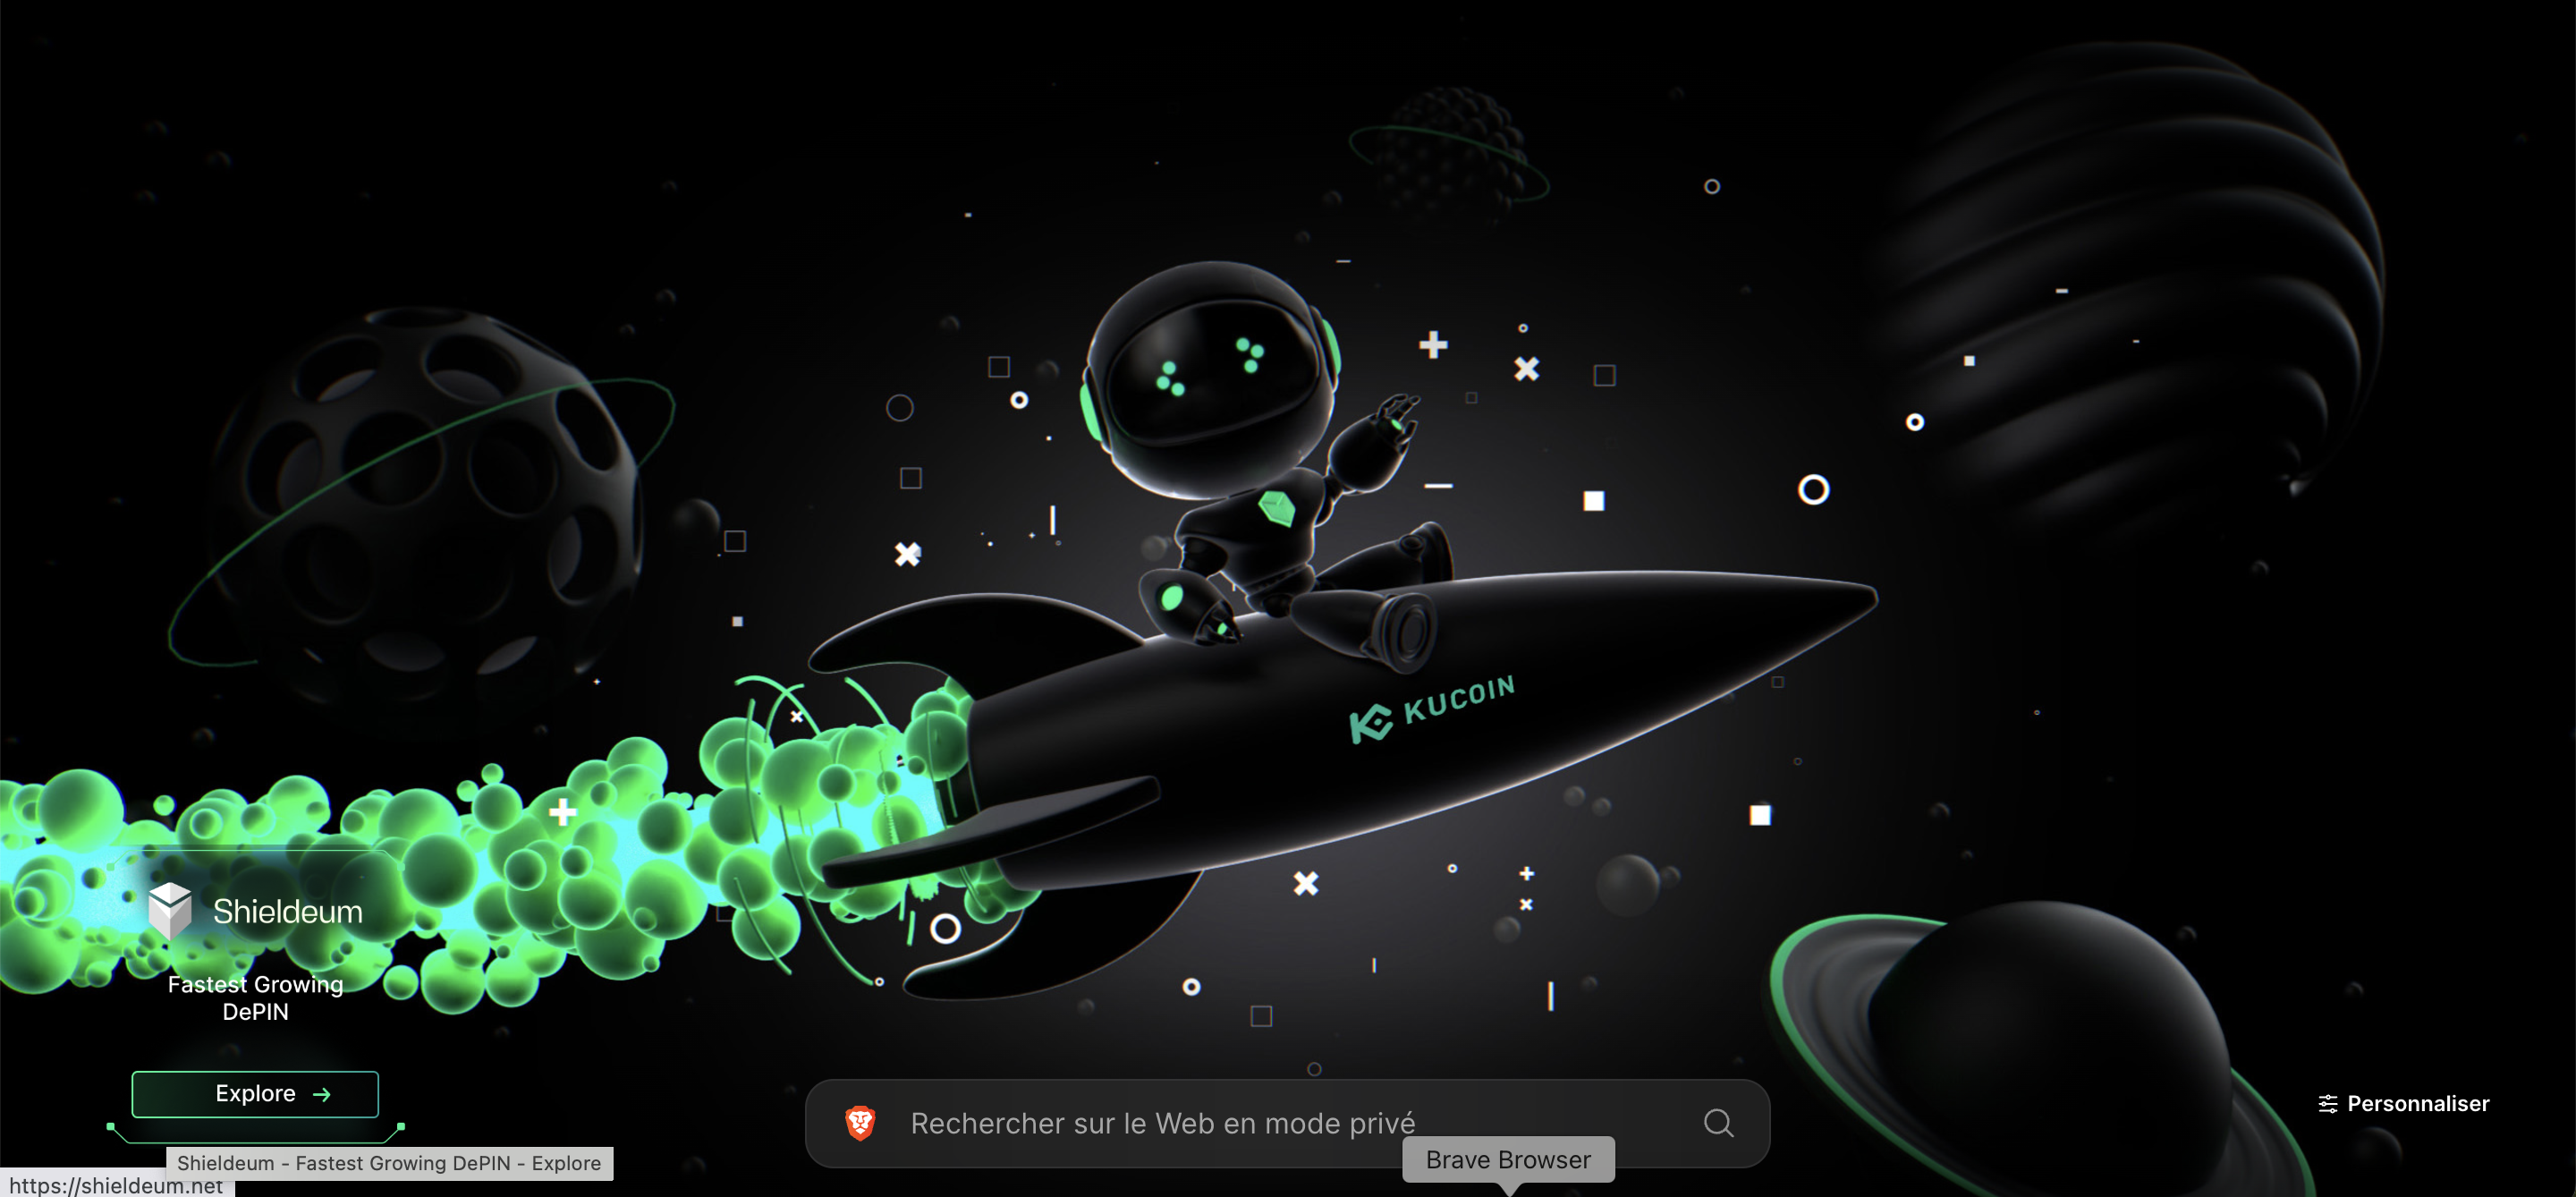 KUCOIN
Shieldeum
Fastest Growing
DePIN
Explore →
Rechercher sur le Web en mode privé
Personnaliser
Brave Browser
Shieldeum - Fastest Growing DePIN - Explore
https://shieldeum.net